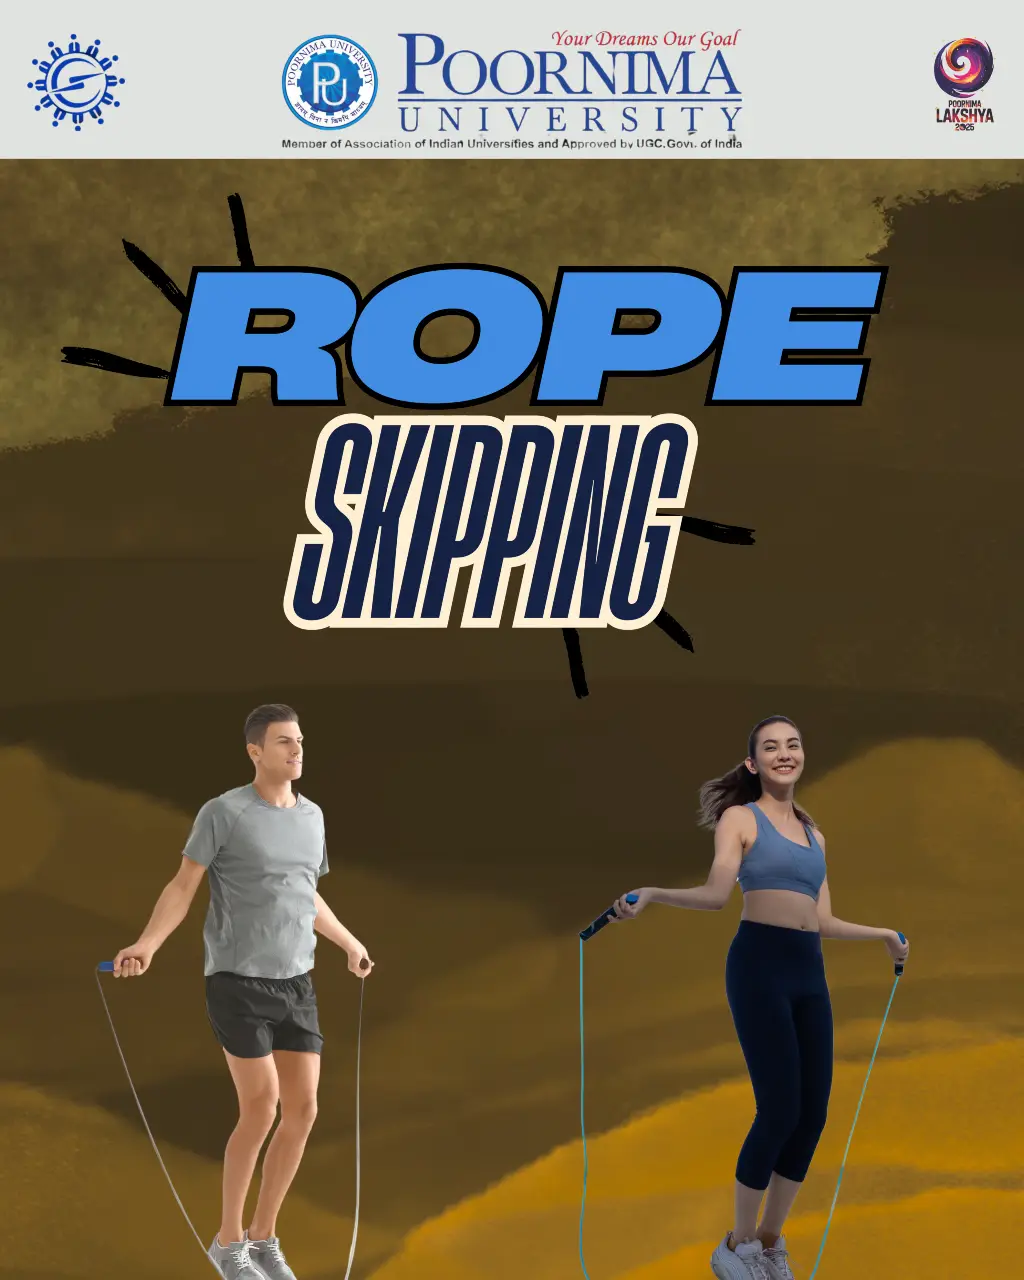 POORNIMA UNIVERSITY
PU
Your Dreams Our Goal
POORNIMA
UNIVERSITY
Member of Association of Indian Universities and Approved by UGC.Govt. of India
POORNIMA
LAKSHYA
2025
ROPE
SKIPPING